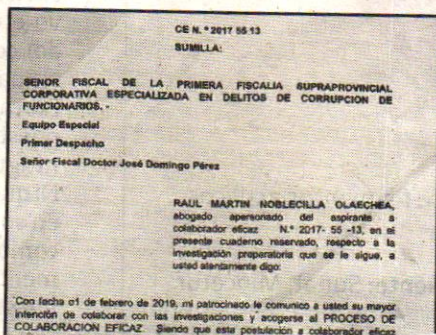 CE N. º 2017 55 13
SUMILLA:
SEÑOR FISCAL DE LA PRIMERA FISCALIA SUPRAPROVINCIAL
CORPORATIVA ESPECIALIZADA EN DELITOS DE CORRUPCION DE
FUNCIONARIOS. -
Equipo Especial
Primer Despacho
Señor Fiscal Doctor José Domingo Pérez
RAUL MARTIN NOBLECILLA OLAECHEA,
abogado apersonado del aspirante a
colaborador eficaz N.º 2017- 55 -13, en el
presente cuaderno reservado, respecto a la
investigación preparatoria que se le sigue, a
usted atentamente digo:
Con fecha 01 de febrero de 2019, mi patrocinado le comunico a usted su mayor
intención de colaborar con las investigaciones y acogerse al PROCESO DE
COLABORACION EFICAZ. Siendo que esta postulación a colaborador eficaz